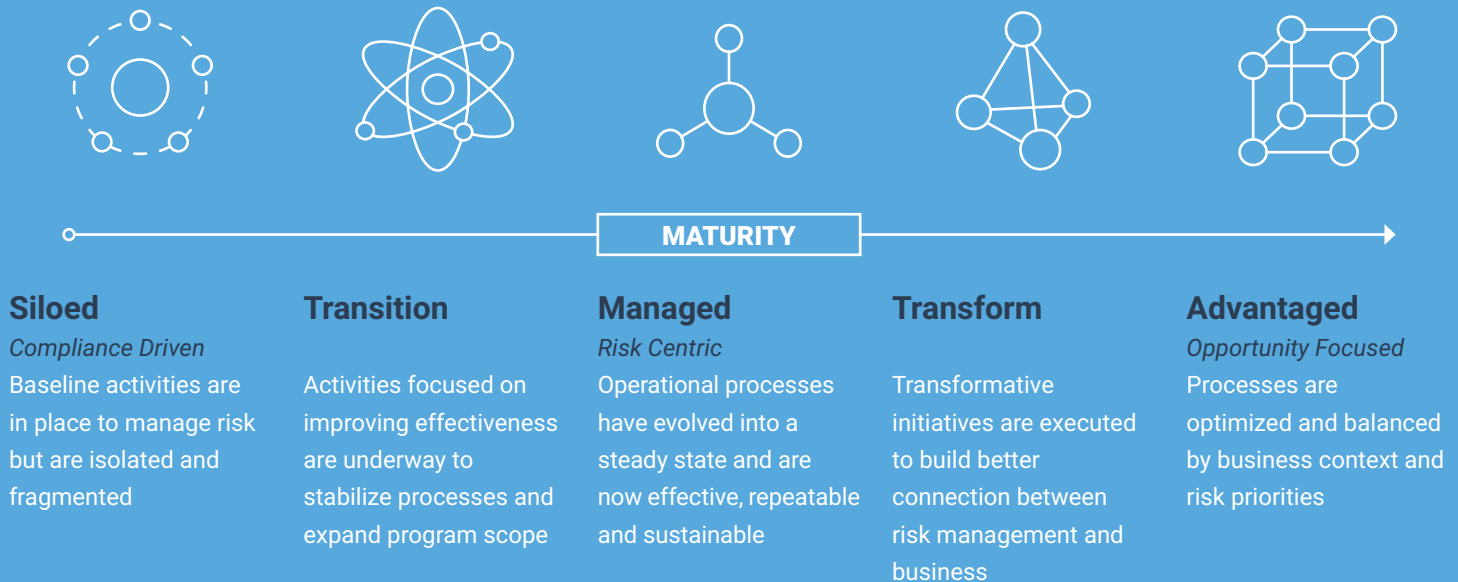 MATURITY
Siloed
Compliance Driven
Baseline activities are
in place to manage risk
but are isolated and
fragmented
Transition
Activities focused on
improving effectiveness
are underway to
stabilize processes and
expand program scope
Managed
Risk Centric
Operational processes
have evolved into a
steady state and are
now effective, repeatable
and sustainable
Transform
Transformative
initiatives are executed
to build better
connection between
risk management and
business
Advantaged
Opportunity Focused
Processes are
optimized and balanced
by business context and
risk priorities